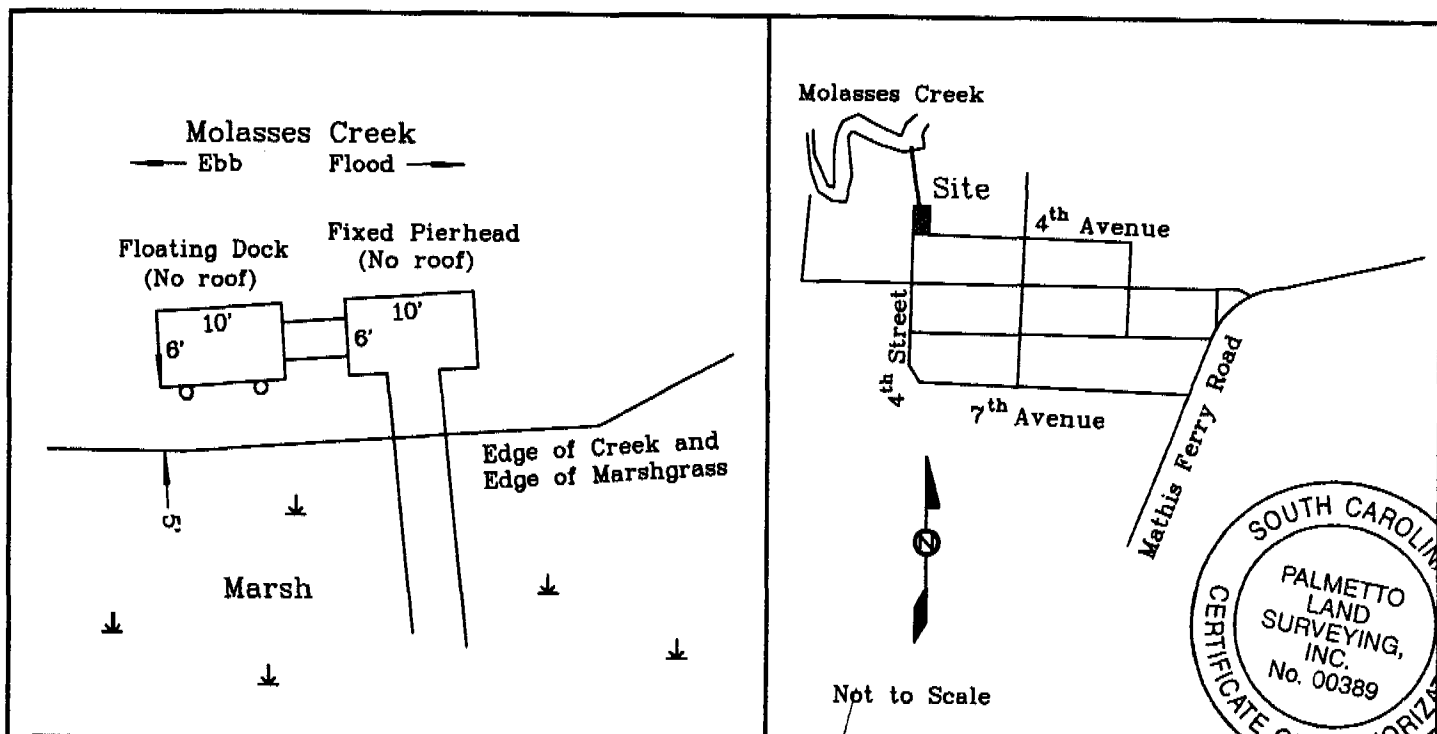 Molasses Creek
Ebb Flood
Floating Dock
(No roof)
Fixed Pierhead
(No roof)
10'
6'
10'
6'
Edge of Creek and
Edge of Marshgrass
5'
Marsh
Molasses Creek
Site
4th Avenue
4th Street
7th Avenue
Mathis Ferry Road
N
Not to Scale
SOUTH CAROLIN
PALMETTO
LAND
SURVEYING,
INC.
No. 00389
CERTIFICATE O
ORIZAT